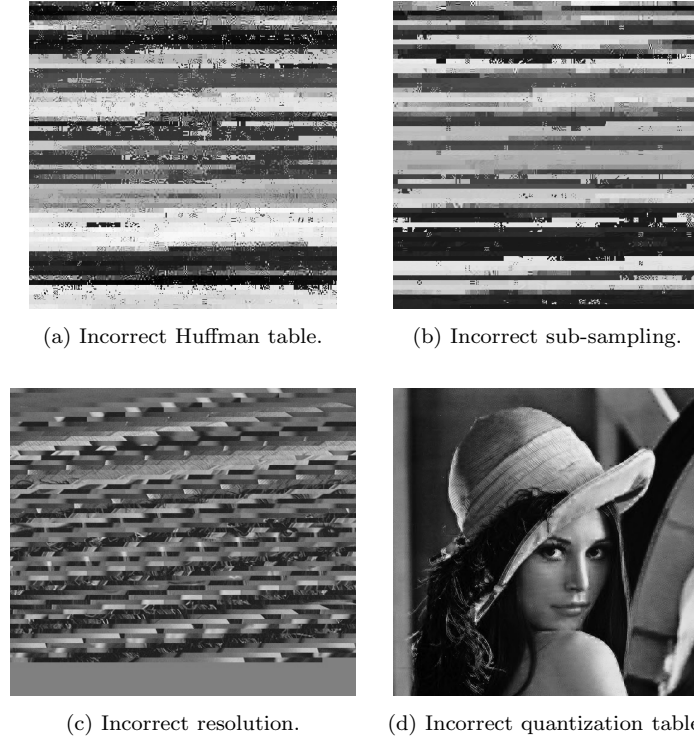 (a) Incorrect Huffman table.
(b) Incorrect sub-sampling.
(c) Incorrect resolution.
(d) Incorrect quantization table